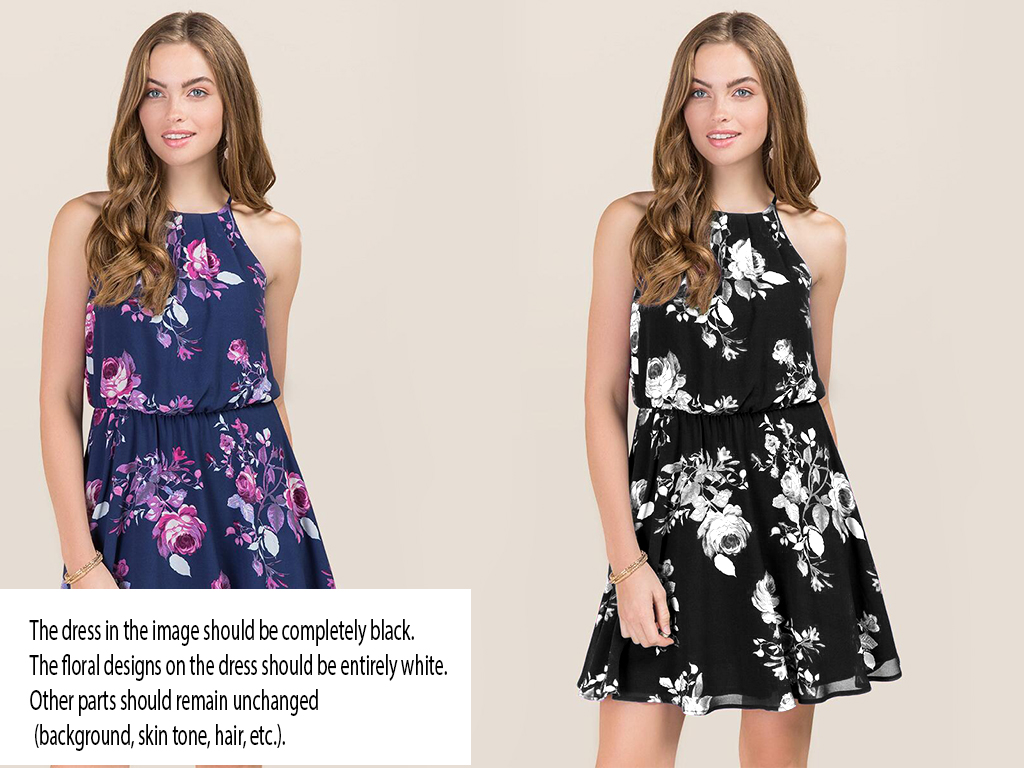 The dress in the image should be completely black.
The floral designs on the dress should be entirely white.
Other parts should remain unchanged
(background, skin tone, hair, etc.).